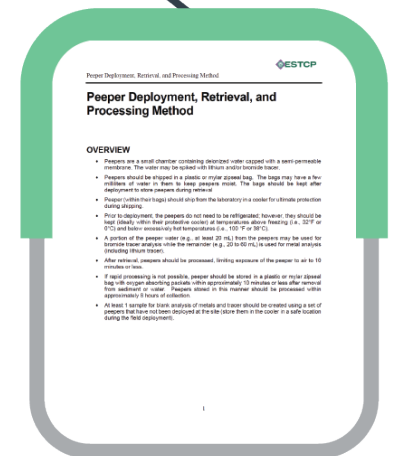 ESTCP
Peeper Deployment, Retrieval, and Processing Method
Peeper Deployment, Retrieval, and
Processing Method
OVERVIEW
• Peepers are a small chamber containing deionized water capped with a semi-permeable
membrane. The water may be spiked with lithium and/or bromide tracer.
• Peepers should be shipped in a plastic or mylar zipseal bag. The bags may have a few
milliliters of water in them to keep peepers moist. The bags should be kept after
deployment to store peepers during retrieval
• Peeper (within their bags) should ship from the laboratory in a cooler for ultimate protection
during shipping.
• Prior to deployment, the peepers do not need to be refrigerated; however, they should be
kept (ideally within their protective cooler) at temperatures above freezing (i.e., 32°F or
0°C) and below excessively hot temperatures (i.e., 100 °F or 38°C).
• A portion of the peeper water (e.g., at least 20 mL) from the peepers may be used for
bromide tracer analysis while the remainder (e.g., 20 to 60 mL) is used for metal analysis
(including lithium tracer).
• After retrieval, peepers should be processed, limiting exposure of the peeper to air to 10
minutes or less.
• If rapid processing is not possible, peeper should be stored in a plastic or mylar zipseal
bag with oxygen absorbing packets within approximately 10 minutes or less after removal
from sediment or water. Peepers stored in this manner should be processed within
approximately 8 hours of collection
• At least 1 sample for blank analysis of metals and tracer should be created using a set of
peepers that have not been deployed at the site (store them in the cooler in a safe location
during the field deployment).
1